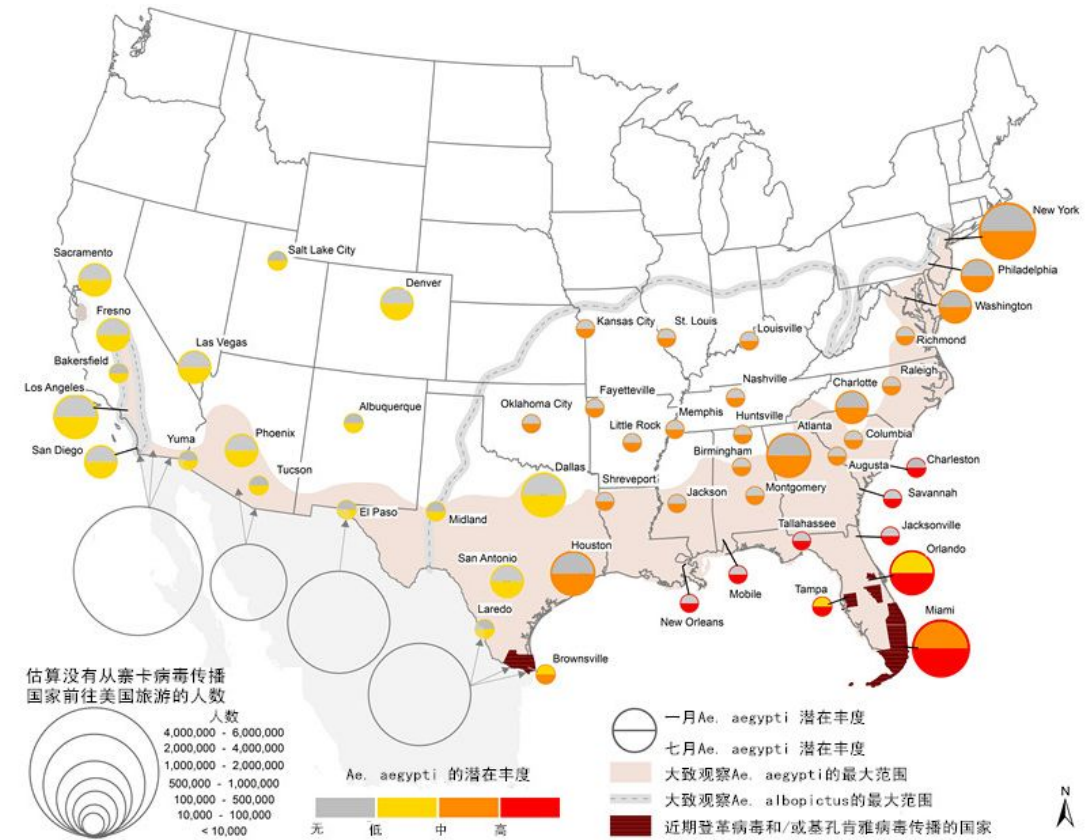 New York
Sacramento
Salt Lake City
Philadelphia
Denver
Fresno
Washington
Kansas City
St. Louis
Louisville
Las Vegas
Richmond
Bakersfield
Raleigh
Nashville
Los Angeles
Fayetteville
Charlotte
Albuquerque
Oklahoma City
Memphis
Huntsville
Little Rock
Atlanta
Columbia
Yuma
Phoenix
San Diego
Birmingham
Charleston
Augusta
Tucson
Dallas
Shreveport
Jackson
Montgomery
Savannah
El Paso
Midland
Tallahassee
Jacksonville
Houston
Orlando
San Antonio
Tampa
Mobile
Laredo
Miami
New Orleans
Brownsville
估算没有从寨卡病毒传播
国家前往美国旅游的人数
人数
4,000,000 - 6,000,000
2,000,000 - 4,000,000
1,000,000 - 2,000,000
500,000 - 1,000,000
100,000 - 500,000
10,000 - 100,000
< 10,000
Ae. aegypti 的潜在丰度
无 低 中 高
一月Ae. aegypti 潜在丰度
七月Ae. aegypti 潜在丰度
大致观察Ae. aegypti的最大范围
大致观察Ae. albopictus的最大范围
近期登革病毒和/或基孔肯雅病毒传播的国家
N